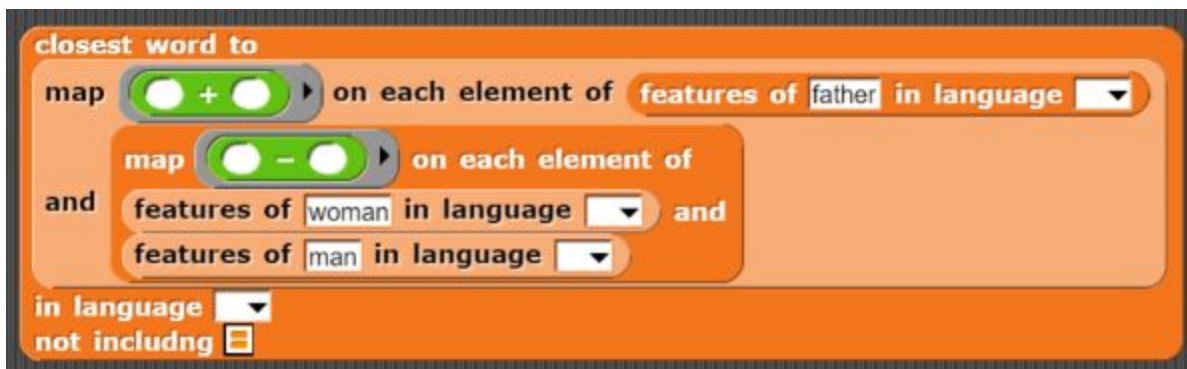 closest word to
map + on each element of features of father in language
map - on each element of
and features of woman in language and
features of man in language
in language
not includng